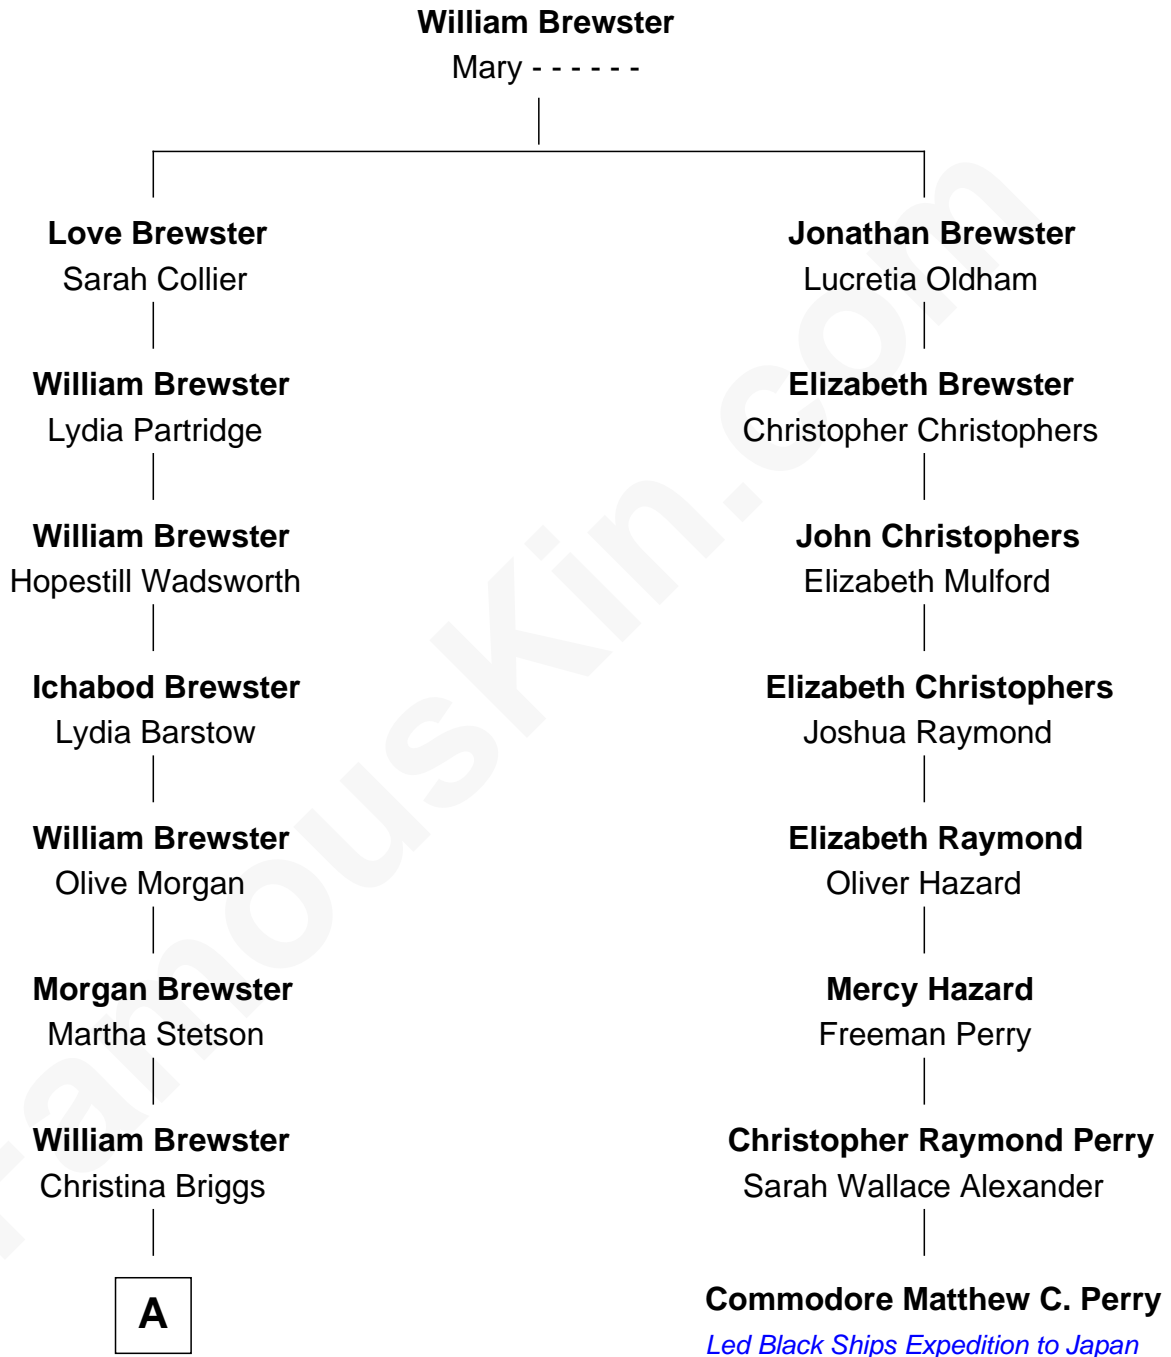 William Brewster
Mary - - - - - -
Love Brewster
Sarah Collier
Jonathan Brewster
Lucretia Oldham
William Brewster
Lydia Partridge
Elizabeth Brewster
Christopher Christophers
William Brewster
Hopestill Wadsworth
John Christophers
Elizabeth Mulford
Ichabod Brewster
Lydia Barstow
Elizabeth Christophers
Joshua Raymond
William Brewster
Olive Morgan
Elizabeth Raymond
Oliver Hazard
Morgan Brewster
Martha Stetson
Mercy Hazard
Freeman Perry
William Brewster
Christina Briggs
Christopher Raymond Perry
Sarah Wallace Alexander
A
Commodore Matthew C. Perry
Led Black Ships Expedition to Japan
FamousKin.com